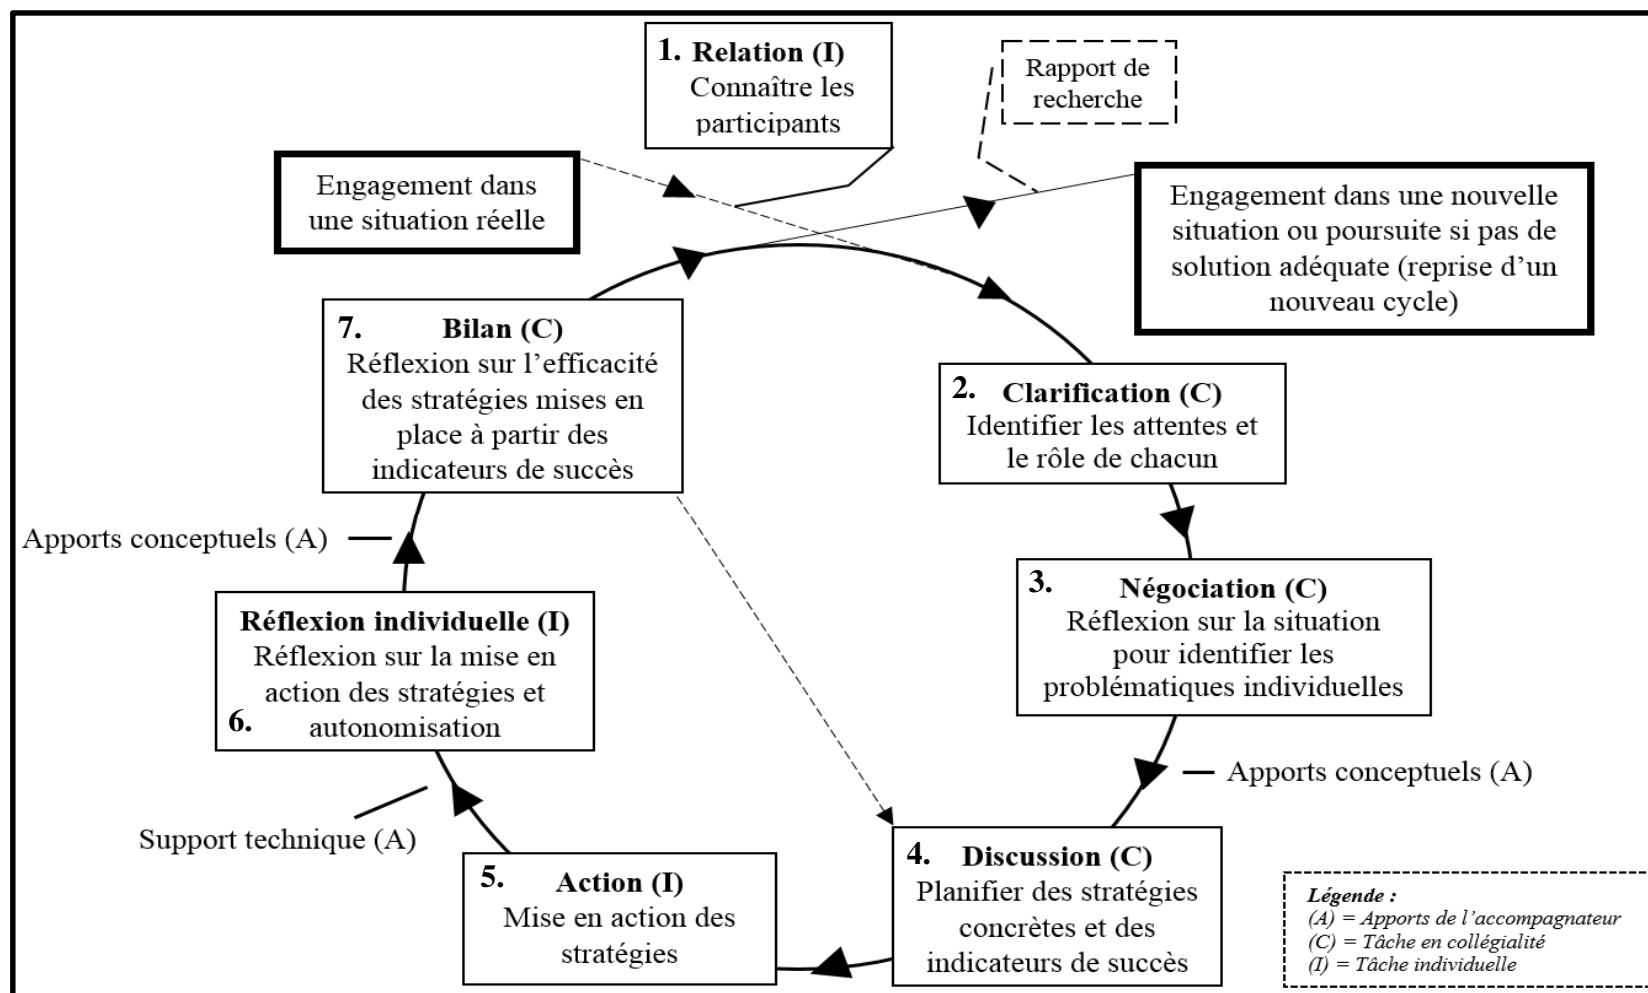 1. Relation (I)
Connaître les
participants
Rapport de
recherche
Engagement dans
une situation réelle
Engagement dans une nouvelle
situation ou poursuite si pas de
solution adéquate (reprise d’un
nouveau cycle)
7. Bilan (C)
Réflexion sur l’efficacité
des stratégies mises en
place à partir des
indicateurs de succès
2. Clarification (C)
Identifier les attentes et
le rôle de chacun
Apports conceptuels (A)
3. Négociation (C)
Réflexion sur la situation
pour identifier les
problématiques individuelles
Réflexion individuelle (I)
Réflexion sur la mise en
action des stratégies et
6. autonomisation
Apports conceptuels (A)
Support technique (A)
4. Discussion (C)
Planifier des stratégies
concrètes et des
indicateurs de succès
5. Action (I)
Mise en action des
stratégies
Légende :
(A) = Apports de l’accompagnateur
(C) = Tâche en collégialité
(I) = Tâche individuelle